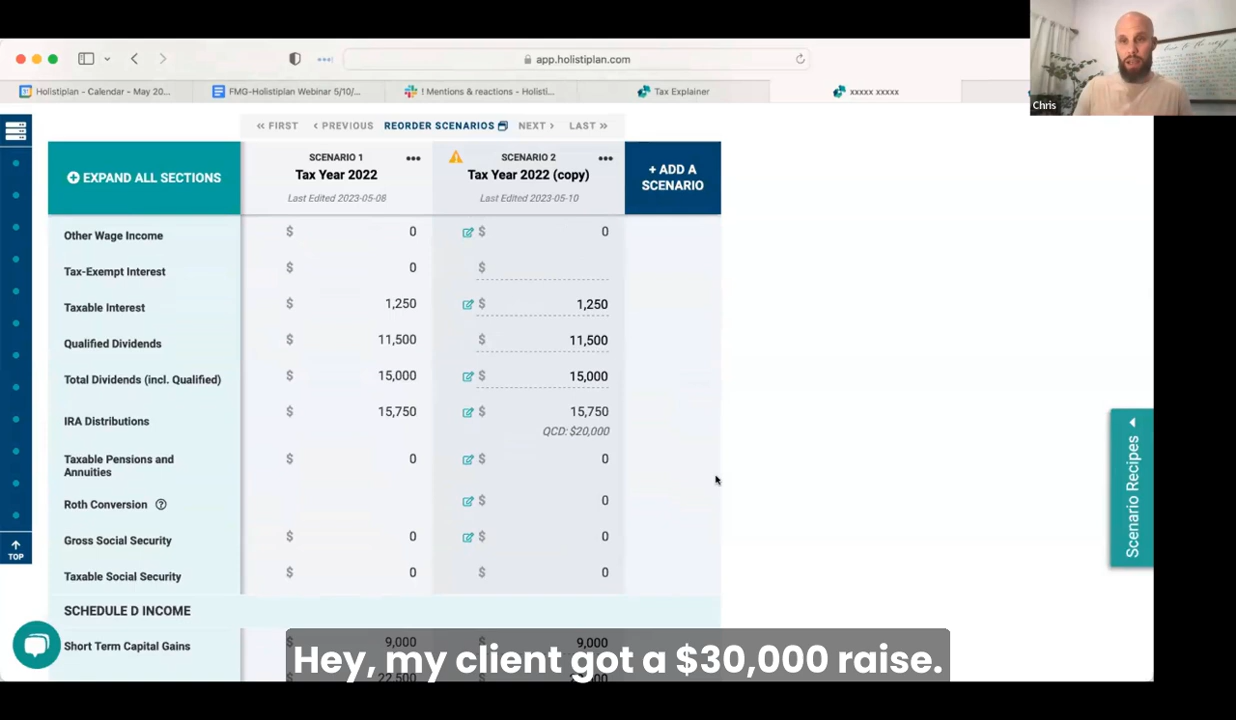 app.holistiplan.com
Holistiplan - Calendar - May 20...
FMG-Holistiplan Webinar 5/10/...
! Mentions & reactions - Holisti...
Tax Explainer
xxxxx xxxxx
Chris
<< FIRST
< PREVIOUS
REORDER SCENARIOS
NEXT >
LAST >>
EXPAND ALL SECTIONS
SCENARIO 1 •••
Tax Year 2022
Last Edited 2023-05-08
SCENARIO 2 •••
Tax Year 2022 (copy)
Last Edited 2023-05-10
+ ADD A
SCENARIO
Other Wage Income $ 0 $ 0
Tax-Exempt Interest $ 0 $
Taxable Interest $ 1,250 $ 1,250
Qualified Dividends $ 11,500 $ 11,500
Total Dividends (incl. Qualified) $ 15,000 $ 15,000
IRA Distributions $ 15,750 $ 15,750
QCD: $20,000
Taxable Pensions and
Annuities $ 0 $ 0
Roth Conversion ? $ 0
Gross Social Security $ 0 $ 0
Taxable Social Security $ 0 $ 0
SCHEDULE D INCOME
Short Term Capital Gains $ 9,000 $ 9,000
22,500
TOP
Scenario Recipes
Hey, my client got a $30,000 raise.